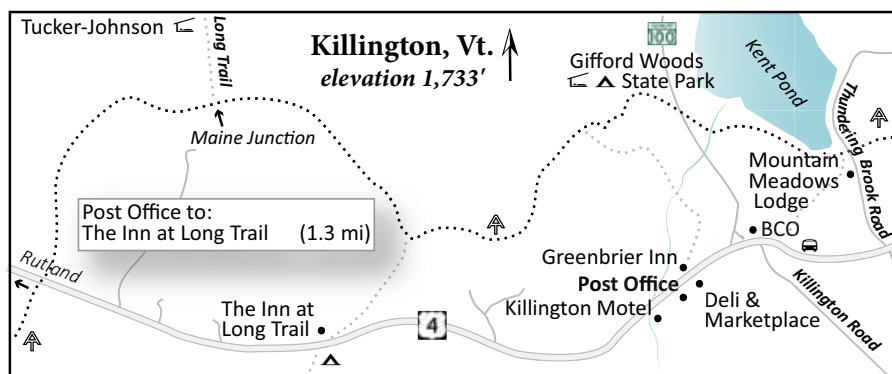 Tucker-Johnson
Long Trail
Killington, Vt.
elevation 1,733'
100
Gifford Woods
State Park
Kent Pond
Thundering Brook Road
Maine Junction
Mountain
Meadows
Lodge
Post Office to:
The Inn at Long Trail (1.3 mi)
BCO
Rutland
Greenbrier Inn
Post Office
Killington Motel
Deli &
Marketplace
The Inn at
Long Trail
4
Killington Road